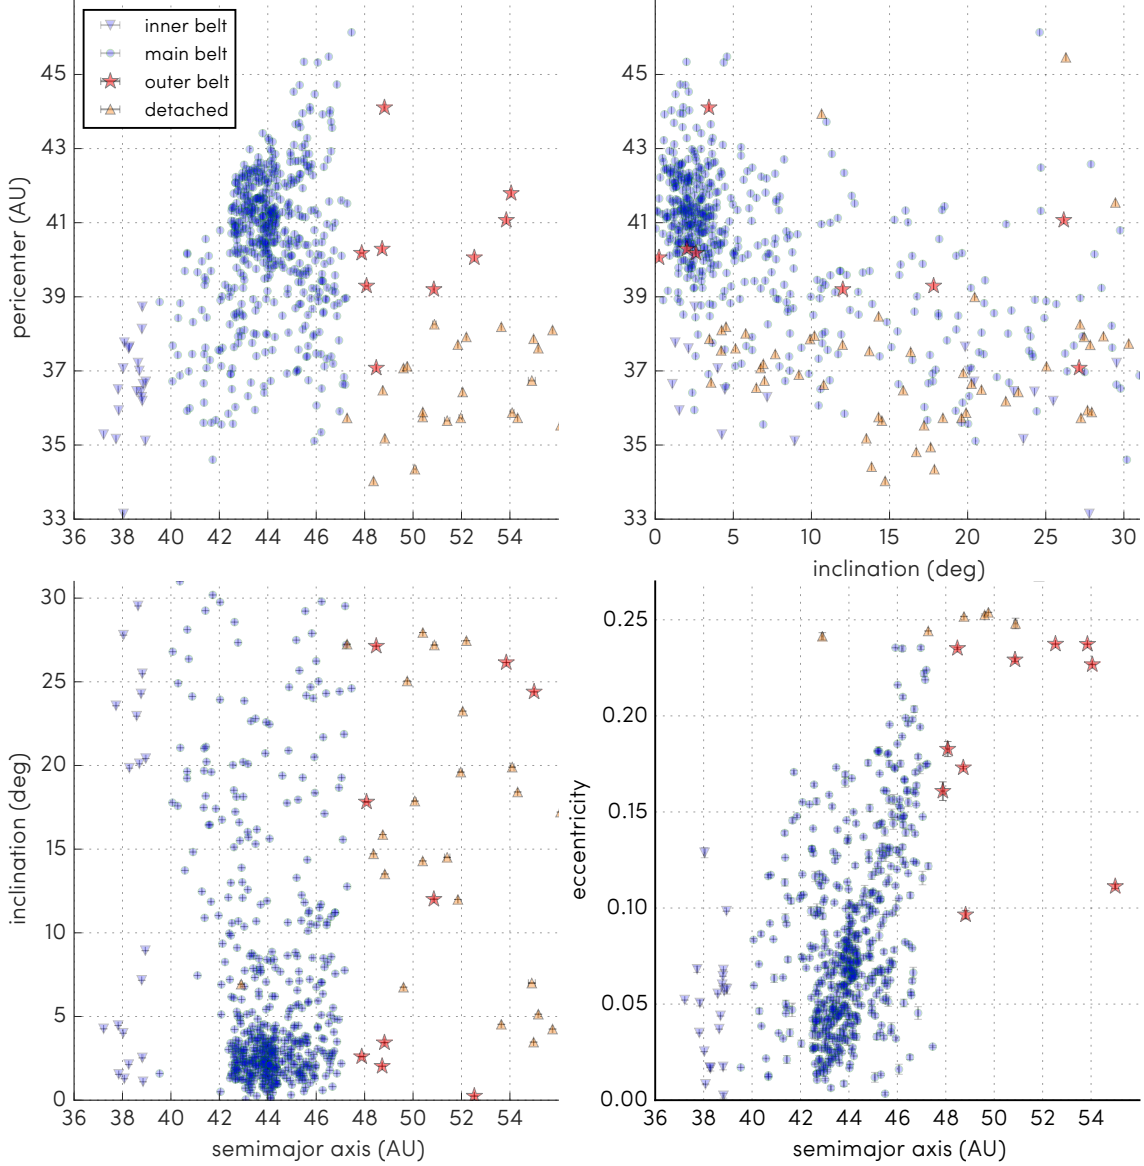 inner belt
main belt
outer belt
detached
pericenter (AU)
45
43
41
39
37
35
33
36 38 40 42 44 46 48 50 52 54
45
43
41
39
37
35
33
0 5 10 15 20 25 30
inclination (deg)
inclination (deg)
30
25
20
15
10
5
0
36 38 40 42 44 46 48 50 52 54
semimajor axis (AU)
eccentricity
0.25
0.20
0.15
0.10
0.05
0.00
36 38 40 42 44 46 48 50 52 54
semimajor axis (AU)